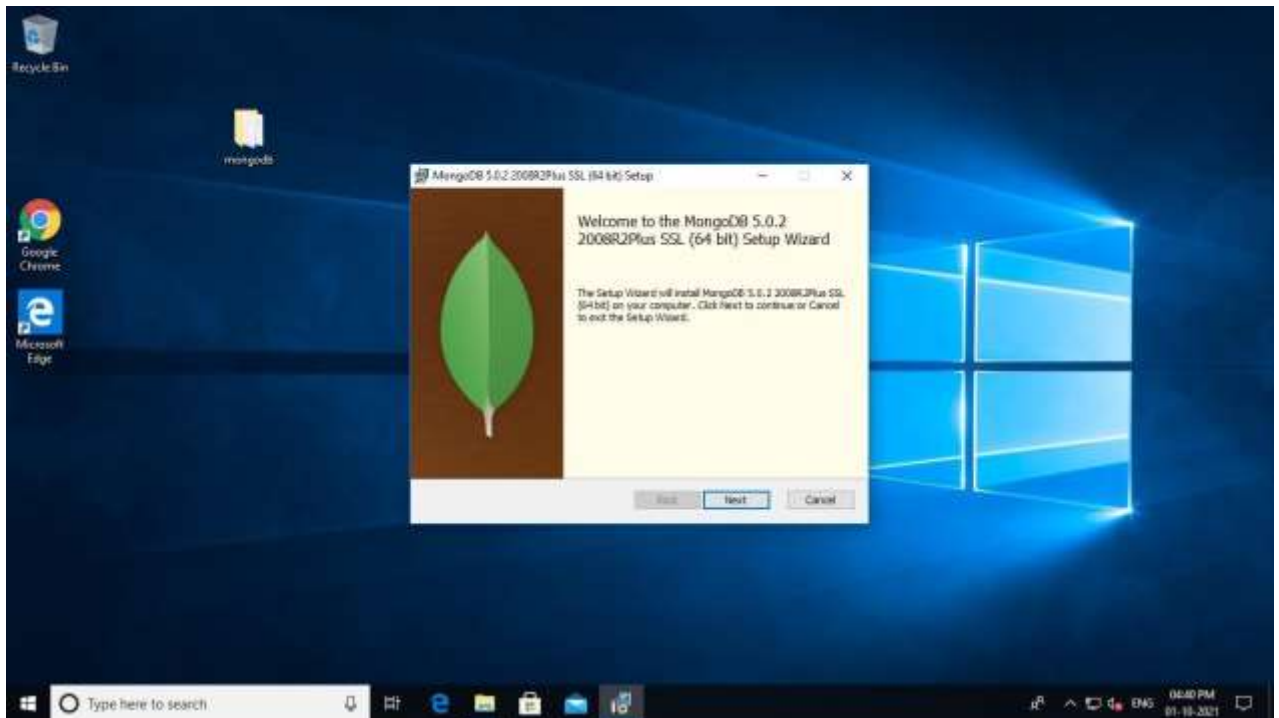 Recycle Bin
mongodb
Google
Chrome
Microsoft
Edge
MongoDB 5.0.2 2008R2Plus SSL (64 bit) Setup
Welcome to the MongoDB 5.0.2
2008R2Plus SSL (64 bit) Setup Wizard
The Setup Wizard will install MongoDB 5.0.2 2008R2Plus SSL
(64 bit) on your computer. Click Next to continue or Cancel
to exit the Setup Wizard.
Back
Next
Cancel
Type here to search
ENG
04:40 PM
01-10-2021